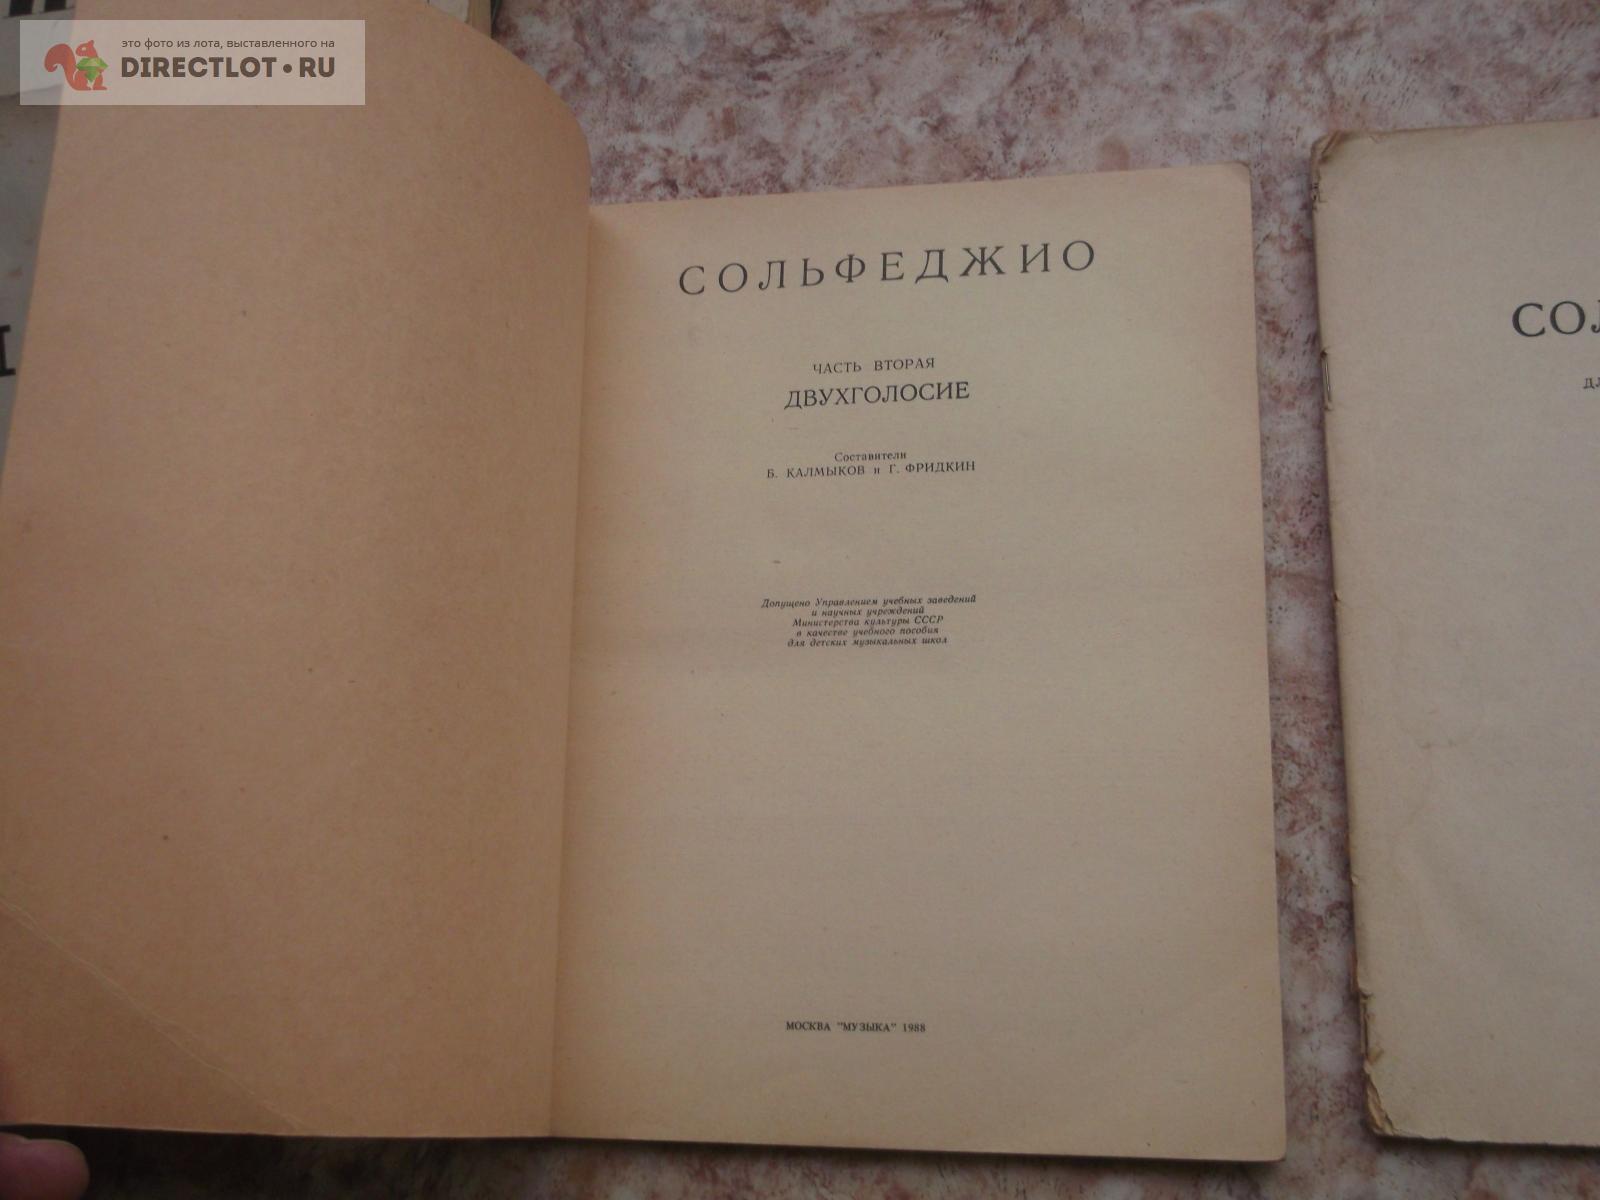 это фото из лота, выставленного на
DIRECTLOT•RU
СОЛЬФЕДЖИО
ЧАСТЬ ВТОРАЯ
ДВУХГОЛОСИЕ
Составители
Б. КАЛМЫКОВ и Г. ФРИДКИН
Допущено Управлением учебных заведений
и научных учреждений
Министерства культуры СССР
в качестве учебного пособия
для детских музыкальных школ
МОСКВА "МУЗЫКА" 1988